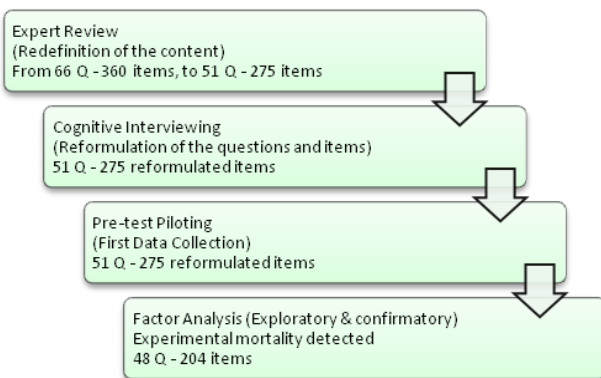 Expert Review
(Redefinition of the content)
From 66 Q -360 items, to 51 Q - 275 items
Cognitive Interviewing
(Reformulation of the questions and items)
51 Q - 275 reformulated items
Pre-test Piloting
(First Data Collection)
51 Q - 275 reformulated items
Factor Analysis (Exploratory & confirmatory)
Experimental mortality detected
48 Q - 204 items